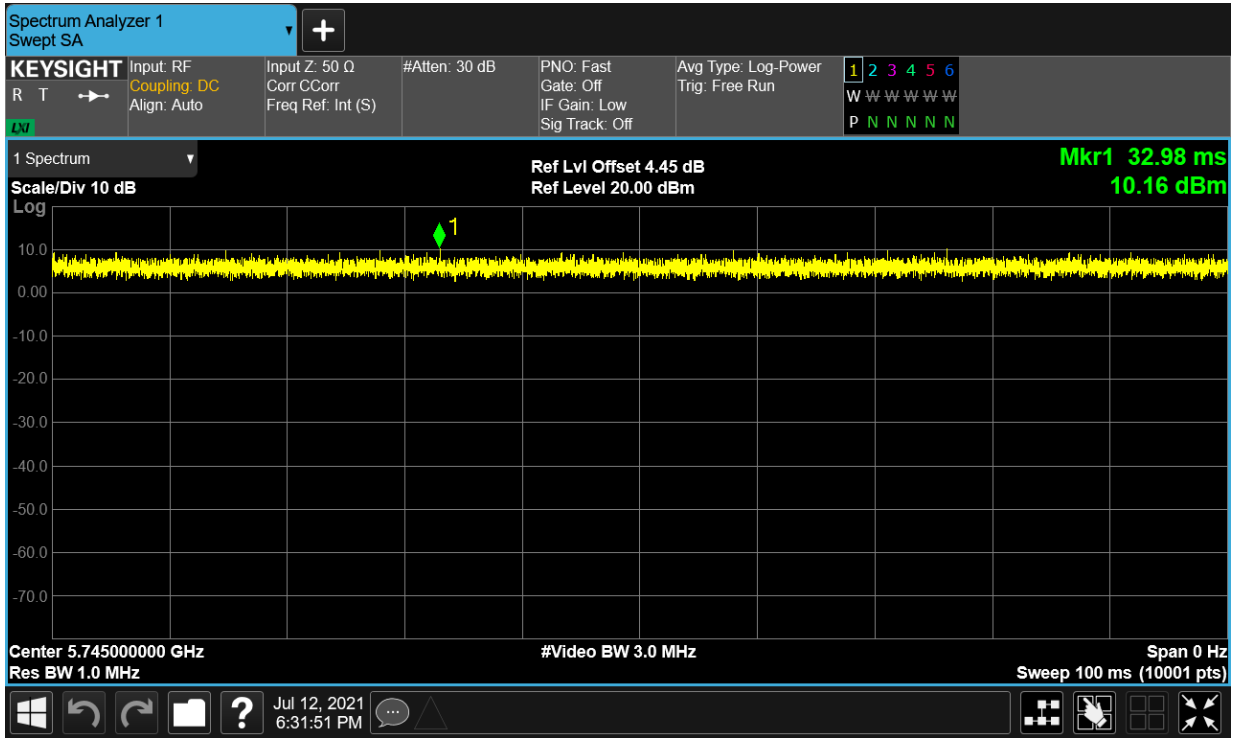 Spectrum Analyzer 1
Swept SA
KEYSIGHT
R T
LXI
Input: RF
Coupling: DC
Align: Auto
Input Z: 50 Ω
Corr CCorr
Freq Ref: Int (S)
#Atten: 30 dB
PNO: Fast
Gate: Off
IF Gain: Low
Sig Track: Off
Avg Type: Log-Power
Trig: Free Run
1 2 3 4 5 6
W W W W W W
P N N N N N
1 Spectrum
Scale/Div 10 dB
Log
Ref Lvl Offset 4.45 dB
Ref Level 20.00 dBm
Mkr1 32.98 ms
10.16 dBm
1
10.0
0.00
-10.0
-20.0
-30.0
-40.0
-50.0
-60.0
-70.0
Center 5.745000000 GHz
Res BW 1.0 MHz
#Video BW 3.0 MHz
Span 0 Hz
Sweep 100 ms (10001 pts)
?
Jul 12, 2021
6:31:51 PM